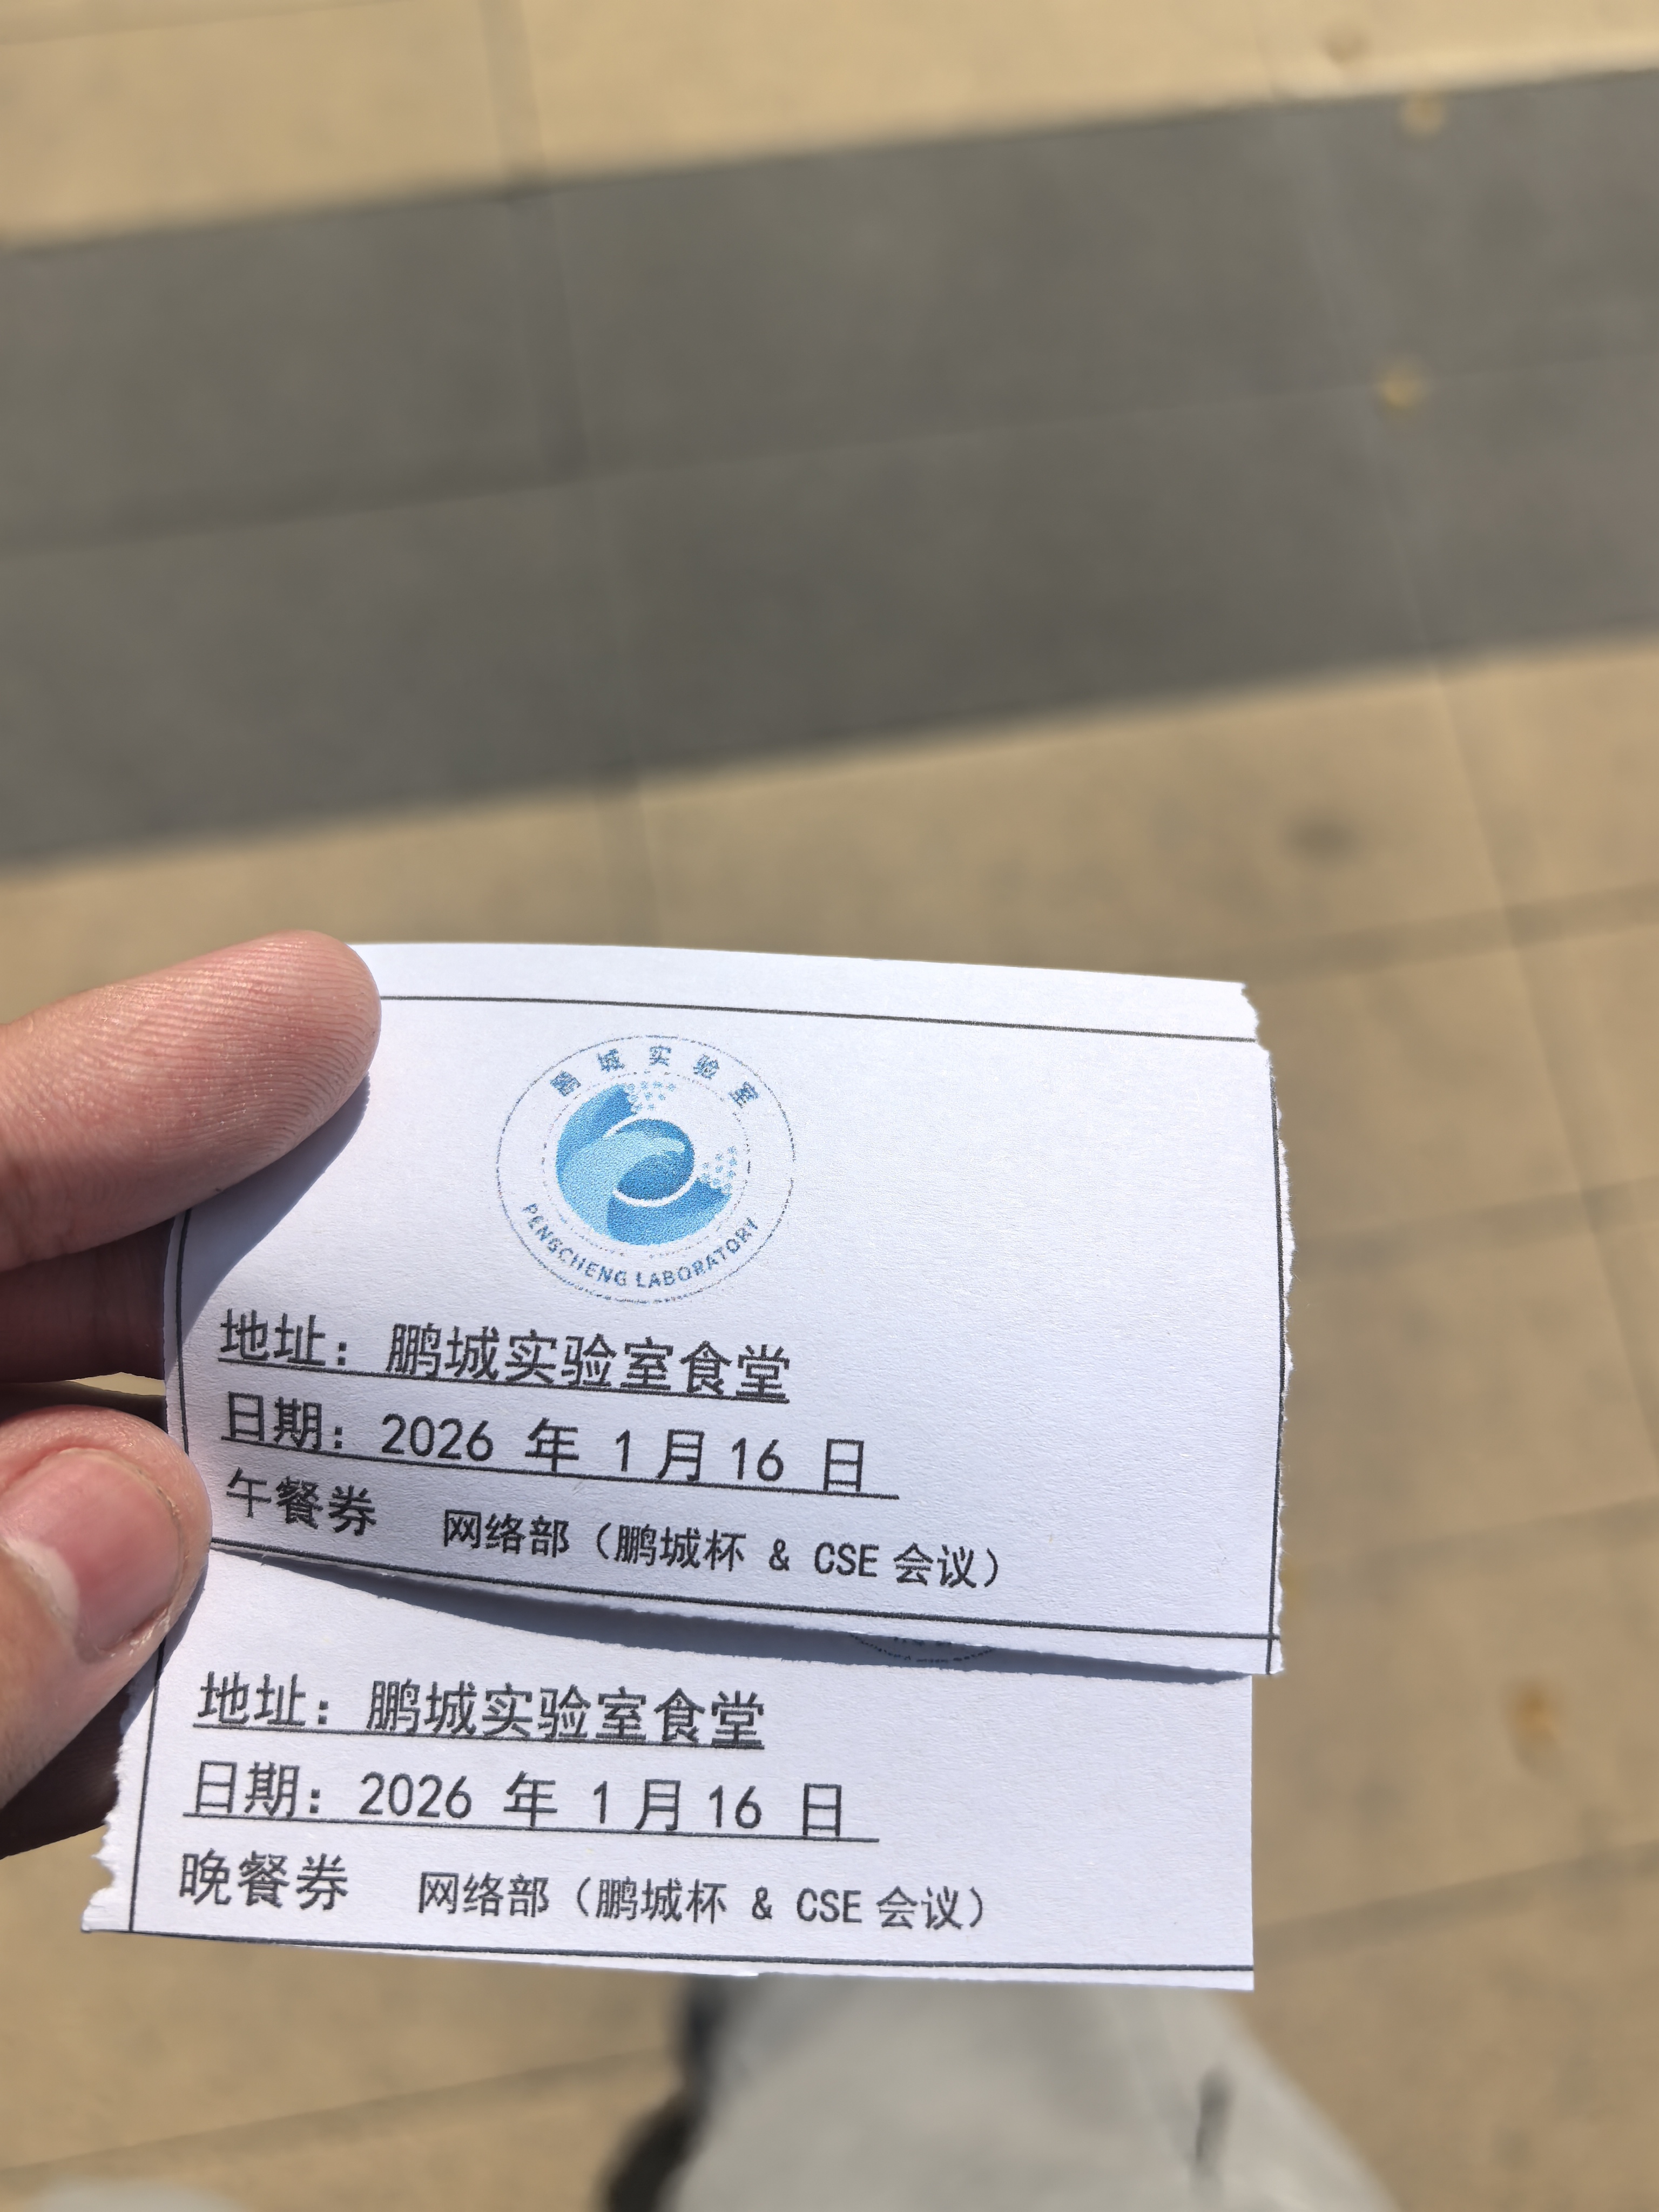 鹏城实验室
PENGCHENG LABORATORY
地址：鹏城实验室食堂
日期：2026 年 1 月 16 日
午餐券 网络部（鹏城杯 & CSE 会议）
地址：鹏城实验室食堂
日期：2026 年 1 月 16 日
晚餐券 网络部（鹏城杯 & CSE 会议）